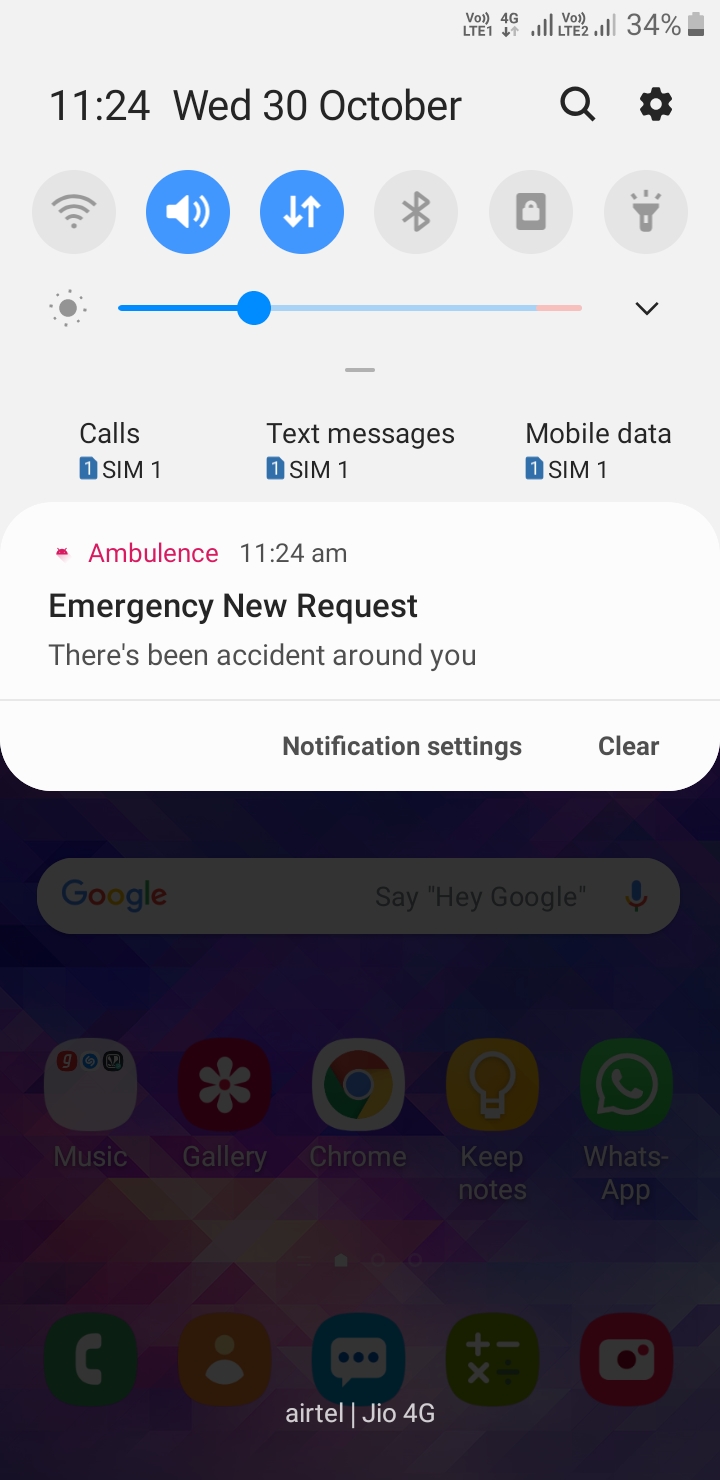 Vo)) LTE1 4G Vo)) LTE2 34%
11:24 Wed 30 October
Calls Text messages Mobile data
1 SIM 1 1 SIM 1 1 SIM 1
Ambulence 11:24 am
Emergency New Request
There's been accident around you
Notification settings Clear
Google Say "Hey Google"
Music Gallery Chrome Keep notes Whats-App
airtel | Jio 4G